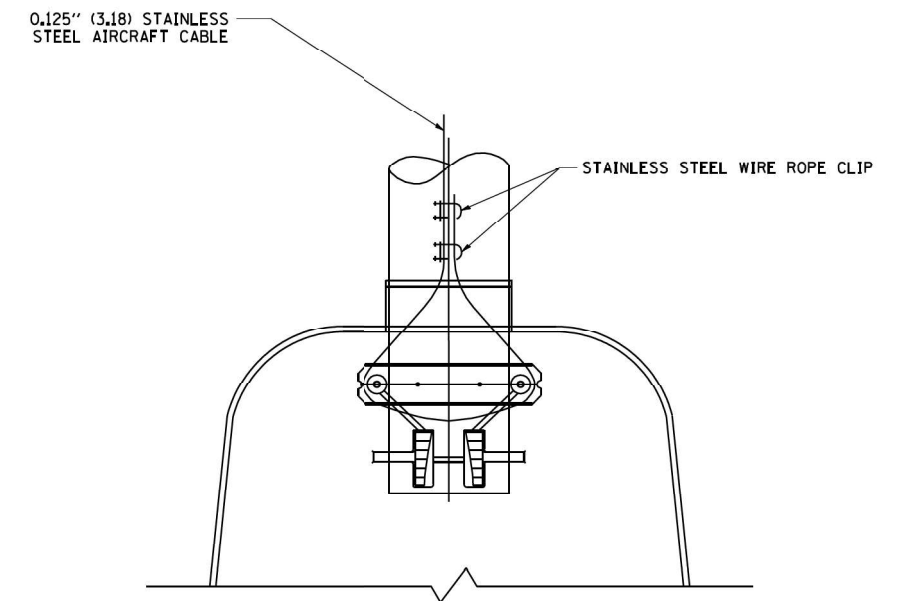 0.125" (3.18) STAINLESS
STEEL AIRCRAFT CABLE
STAINLESS STEEL WIRE ROPE CLIP